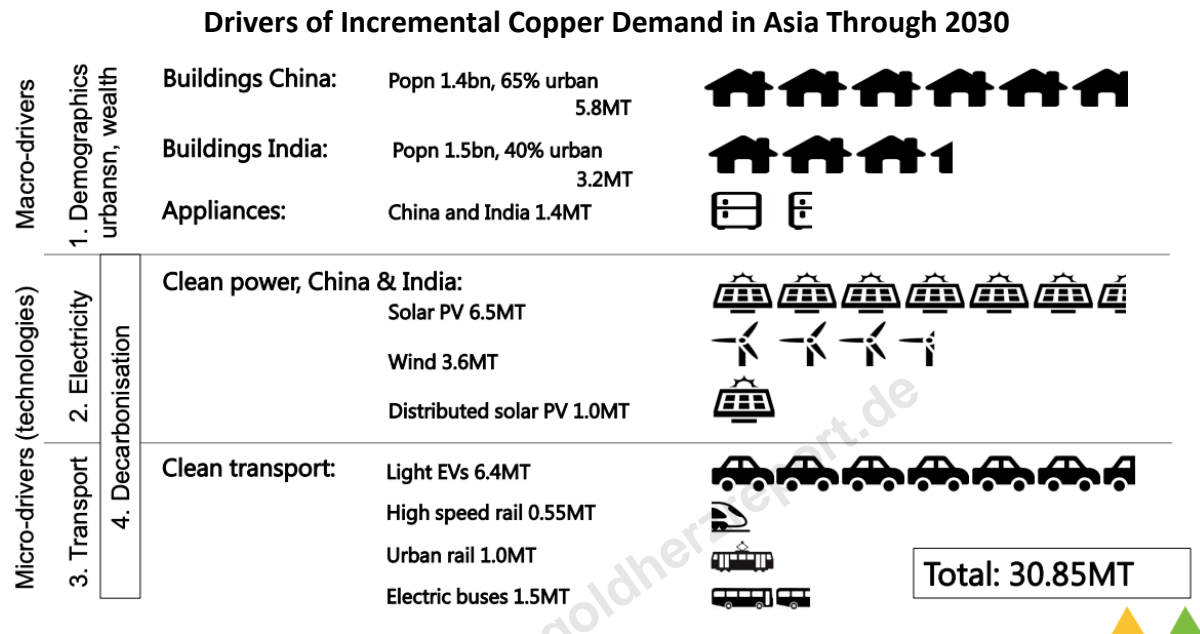 Drivers of Incremental Copper Demand in Asia Through 2030
Macro-drivers
1. Demographics
urbansn, wealth
Buildings China: Popn 1.4bn, 65% urban
5.8MT
Buildings India: Popn 1.5bn, 40% urban
3.2MT
Appliances: China and India 1.4MT
Micro-drivers (technologies)
2. Electricity
4. Decarbonisation
Clean power, China & India:
Solar PV 6.5MT
Wind 3.6MT
Distributed solar PV 1.0MT
3. Transport
Clean transport: Light EVs 6.4MT
High speed rail 0.55MT
Urban rail 1.0MT
Electric buses 1.5MT
Total: 30.85MT
goldherzreport.de